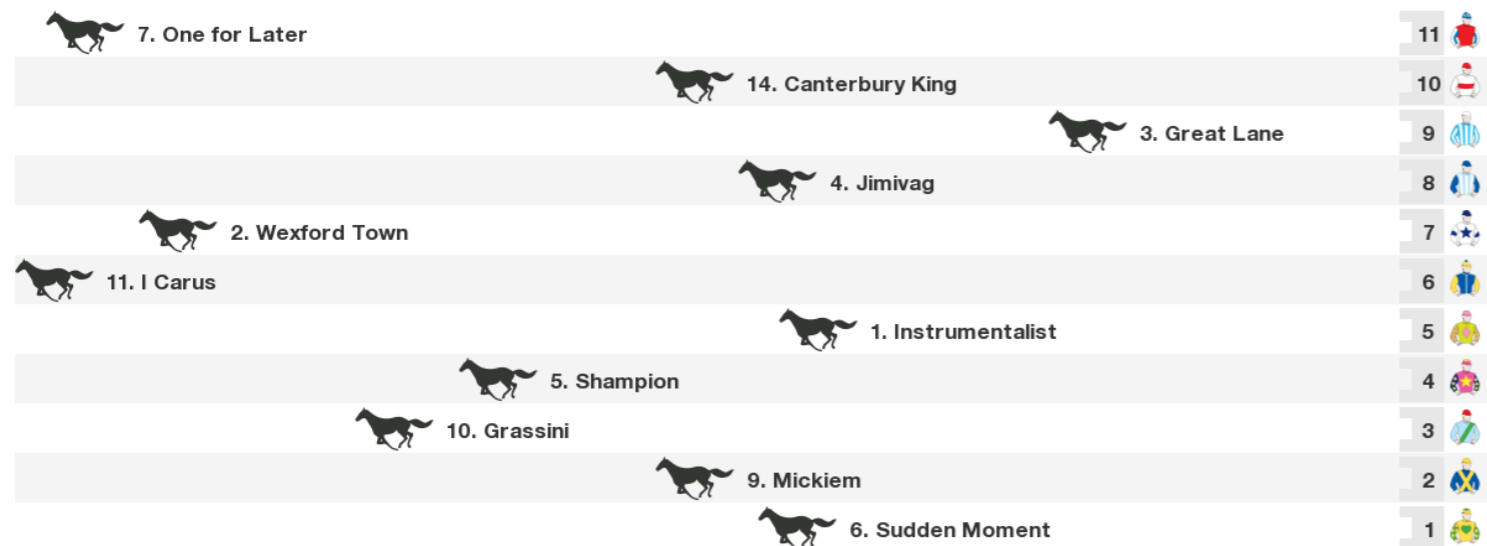 7. One for Later 11
14. Canterbury King 10
3. Great Lane 9
4. Jimivag 8
2. Wexford Town 7
11. I Carus 6
1. Instrumentalist 5
5. Shampion 4
10. Grassini 3
9. Mickiem 2
6. Sudden Moment 1